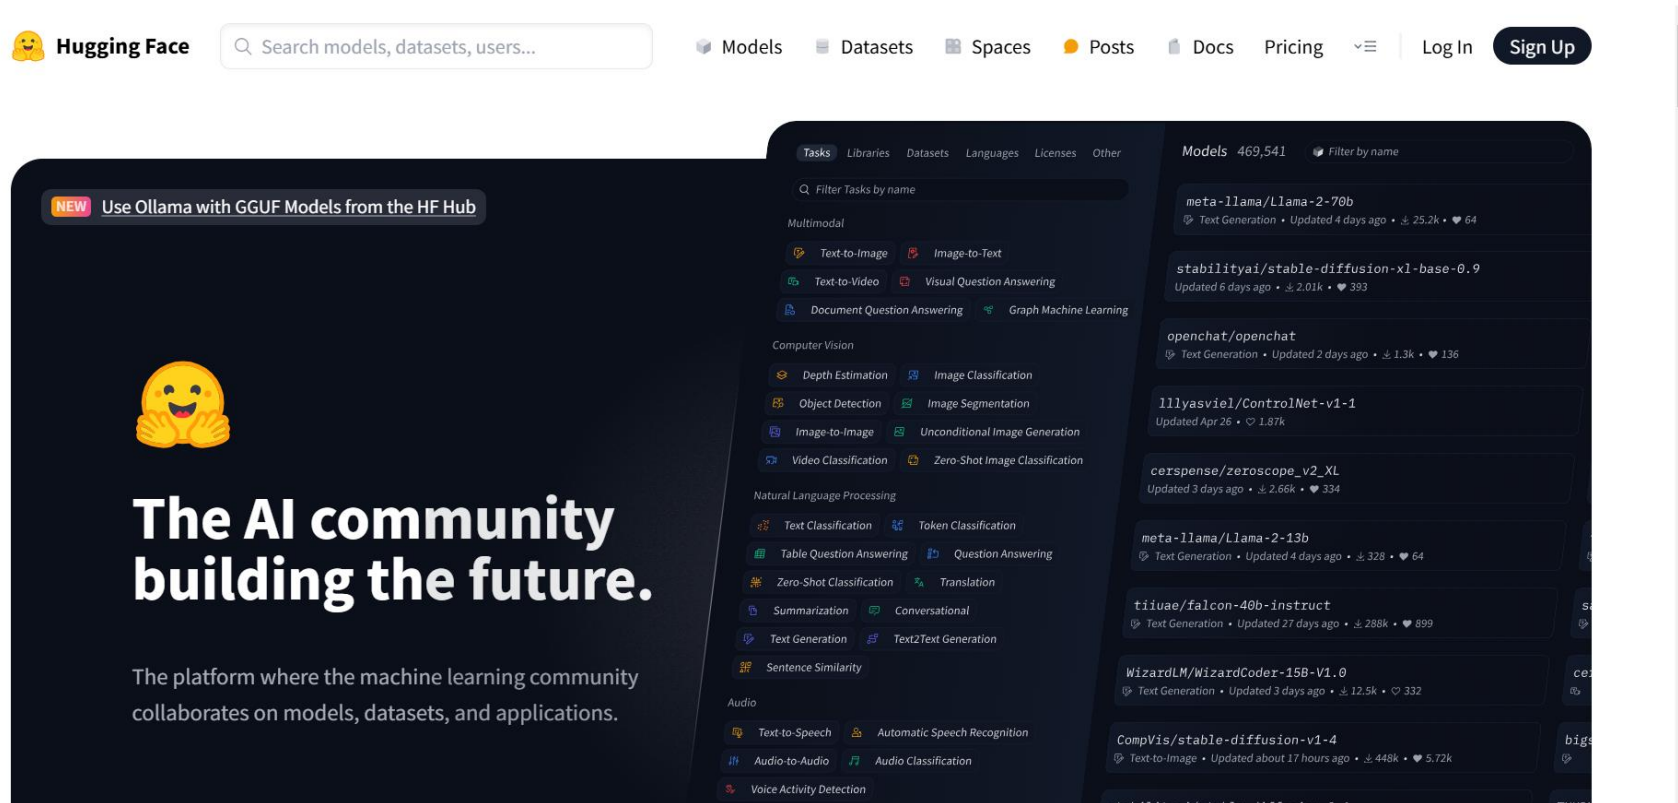 Hugging Face
Search models, datasets, users...
Models
Datasets
Spaces
Posts
Docs
Pricing
Log In
Sign Up
NEW Use Ollama with GGUF Models from the HF Hub
The AI community
building the future.
The platform where the machine learning community
collaborates on models, datasets, and applications.
Tasks Libraries Datasets Languages Licenses Other
Filter Tasks by name
Multimodal
Text-to-Image Image-to-Text
Text-to-Video Visual Question Answering
Document Question Answering Graph Machine Learning
Computer Vision
Depth Estimation Image Classification
Object Detection Image Segmentation
Image-to-Image Unconditional Image Generation
Video Classification Zero-Shot Image Classification
Natural Language Processing
Text Classification Token Classification
Table Question Answering Question Answering
Zero-Shot Classification Translation
Summarization Conversational
Text Generation Text2Text Generation
Sentence Similarity
Audio
Text-to-Speech Automatic Speech Recognition
Audio-to-Audio Audio Classification
Voice Activity Detection
Models 469,541 Filter by name
meta-llama/Llama-2-70b
Text Generation • Updated 4 days ago • 25.2k • 64
stabilityai/stable-diffusion-xl-base-0.9
Updated 6 days ago • 2.01k • 393
openchat/openchat
Text Generation • Updated 2 days ago • 1.3k • 136
lllyasviel/ControlNet-v1-1
Updated Apr 26 • 1.87k
cerspense/zeroscope_v2_XL
Updated 3 days ago • 2.66k • 334
meta-llama/Llama-2-13b
Text Generation • Updated 4 days ago • 328 • 64
tiiuae/falcon-40b-instruct
Text Generation • Updated 27 days ago • 288k • 899
WizardLM/WizardCoder-15B-V1.0
Text Generation • Updated 3 days ago • 12.5k • 332
CompVis/stable-diffusion-v1-4
Text-to-Image • Updated about 17 hours ago • 448k • 5.72k